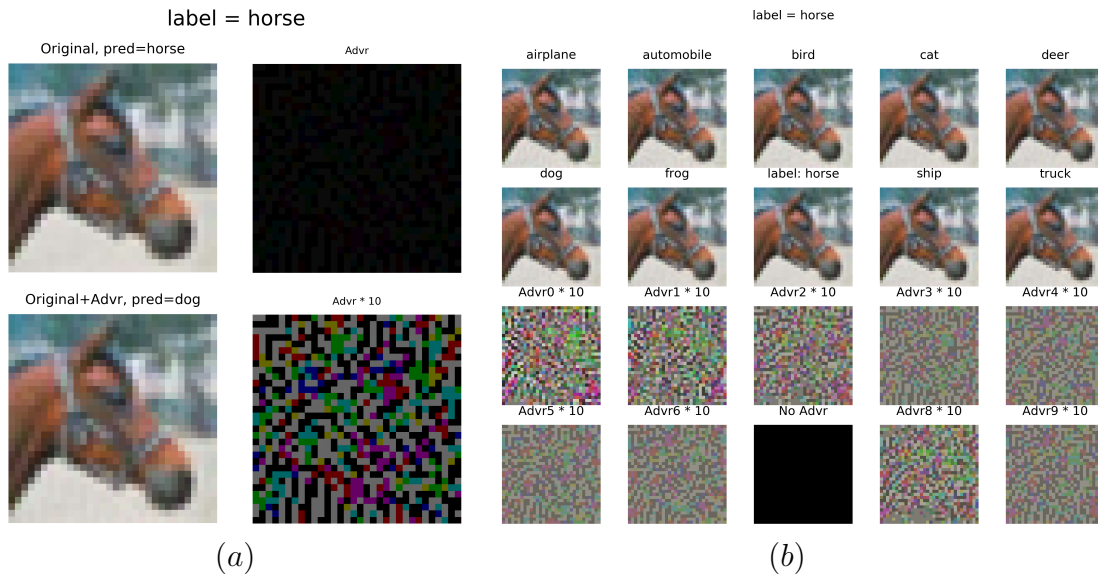 label = horse
Original, pred=horse
Advr
Original+Advr, pred=dog
Advr * 10
(a)
label = horse
airplane automobile bird cat deer
dog frog label: horse ship truck
Advr0 * 10 Advr1 * 10 Advr2 * 10 Advr3 * 10 Advr4 * 10
Advr5 * 10 Advr6 * 10 No Advr Advr8 * 10 Advr9 * 10
(b)